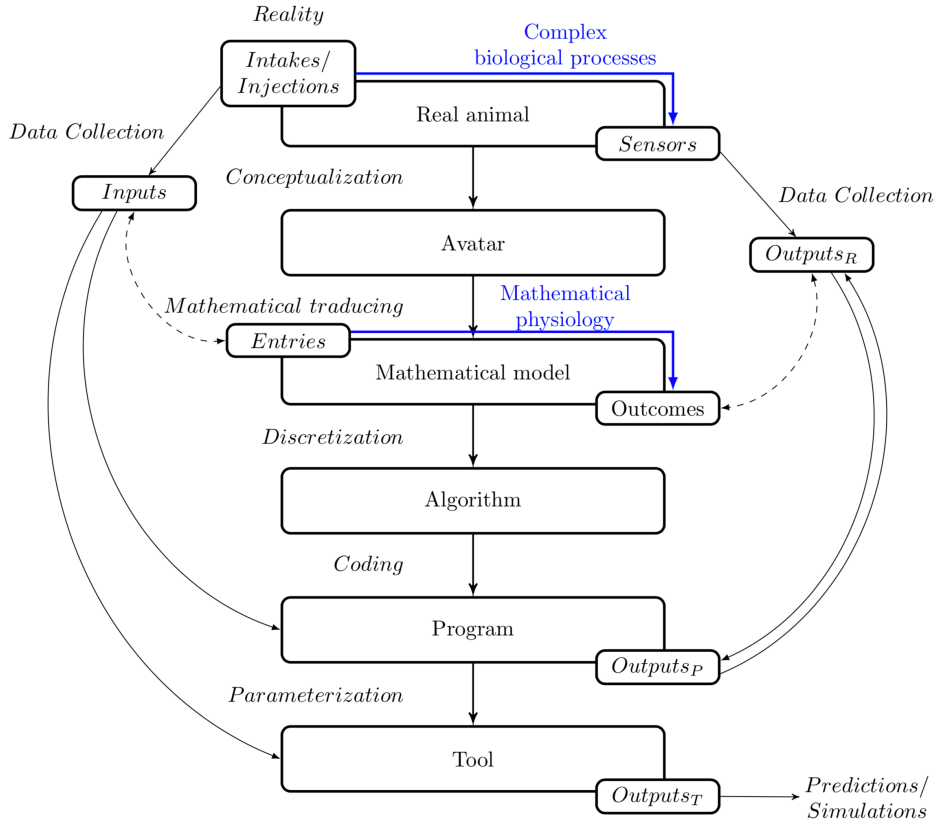 Reality
Complex
biological processes
Intakes/
Injections
Real animal
Data Collection
Sensors
Conceptualization
Inputs
Data Collection
Avatar
Outputs_R
Mathematical
physiology
Mathematical traducing
Entries
Mathematical model
Outcomes
Discretization
Algorithm
Coding
Program
Outputs_P
Parameterization
Tool
Outputs_T
Predictions/
Simulations